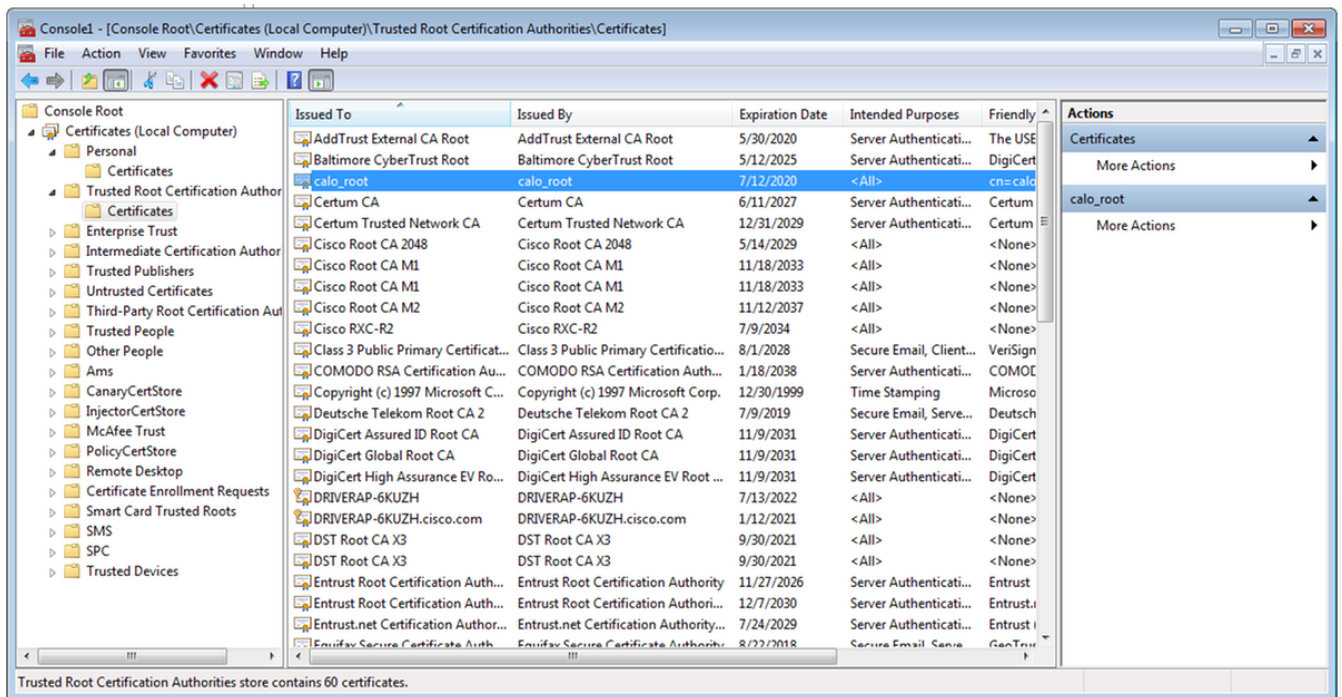 Console1 - [Console Root\Certificates (Local Computer)\Trusted Root Certification Authorities\Certificates]
File Action View Favorites Window Help
Console Root
Certificates (Local Computer)
Personal
Certificates
Trusted Root Certification Author
Certificates
Enterprise Trust
Intermediate Certification Author
Trusted Publishers
Untrusted Certificates
Third-Party Root Certification Aut
Trusted People
Other People
Ams
CanaryCertStore
InjectorCertStore
McAfee Trust
PolicyCertStore
Remote Desktop
Certificate Enrollment Requests
Smart Card Trusted Roots
SMS
SPC
Trusted Devices
Issued To Issued By Expiration Date Intended Purposes Friendly
AddTrust External CA Root AddTrust External CA Root 5/30/2020 Server Authenticati... The USE
Baltimore CyberTrust Root Baltimore CyberTrust Root 5/12/2025 Server Authenticati... DigiCert
calo_root calo_root 7/12/2020 <All> cn=calo
Certum CA Certum CA 6/11/2027 Server Authenticati... Certum
Certum Trusted Network CA Certum Trusted Network CA 12/31/2029 Server Authenticati... Certum
Cisco Root CA 2048 Cisco Root CA 2048 5/14/2029 <All> <None>
Cisco Root CA M1 Cisco Root CA M1 11/18/2033 <All> <None>
Cisco Root CA M1 Cisco Root CA M1 11/18/2033 <All> <None>
Cisco Root CA M2 Cisco Root CA M2 11/12/2037 <All> <None>
Cisco RXC-R2 Cisco RXC-R2 7/9/2034 <All> <None>
Class 3 Public Primary Certificat... Class 3 Public Primary Certificatio... 8/1/2028 Secure Email, Client... VeriSign
COMODO RSA Certification Au... COMODO RSA Certification Auth... 1/18/2038 Server Authenticati... COMOD
Copyright (c) 1997 Microsoft C... Copyright (c) 1997 Microsoft Corp. 12/30/1999 Time Stamping Microso
Deutsche Telekom Root CA 2 Deutsche Telekom Root CA 2 7/9/2019 Secure Email, Serve... Deutsch
DigiCert Assured ID Root CA DigiCert Assured ID Root CA 11/9/2031 Server Authenticati... DigiCert
DigiCert Global Root CA DigiCert Global Root CA 11/9/2031 Server Authenticati... DigiCert
DigiCert High Assurance EV Ro... DigiCert High Assurance EV Root ... 11/9/2031 Server Authenticati... DigiCert
DRIVERAP-6KUZH DRIVERAP-6KUZH 7/13/2022 <All> <None>
DRIVERAP-6KUZH.cisco.com DRIVERAP-6KUZH.cisco.com 1/12/2021 <All> <None>
DST Root CA X3 DST Root CA X3 9/30/2021 <All> <None>
DST Root CA X3 DST Root CA X3 9/30/2021 <All> <None>
Entrust Root Certification Auth... Entrust Root Certification Authority 11/27/2026 Server Authenticati... Entrust
Entrust Root Certification Auth... Entrust Root Certification Authori... 12/7/2030 Server Authenticati... Entrust.
Entrust.net Certification Author... Entrust.net Certification Authority... 7/24/2029 Server Authenticati... Entrust
Equifax Secure Certificate Auth Equifax Secure Certificate Authority 8/22/2018 Secure Email, Serve GeoTru
Actions
Certificates
More Actions
calo_root
More Actions
Trusted Root Certification Authorities store contains 60 certificates.